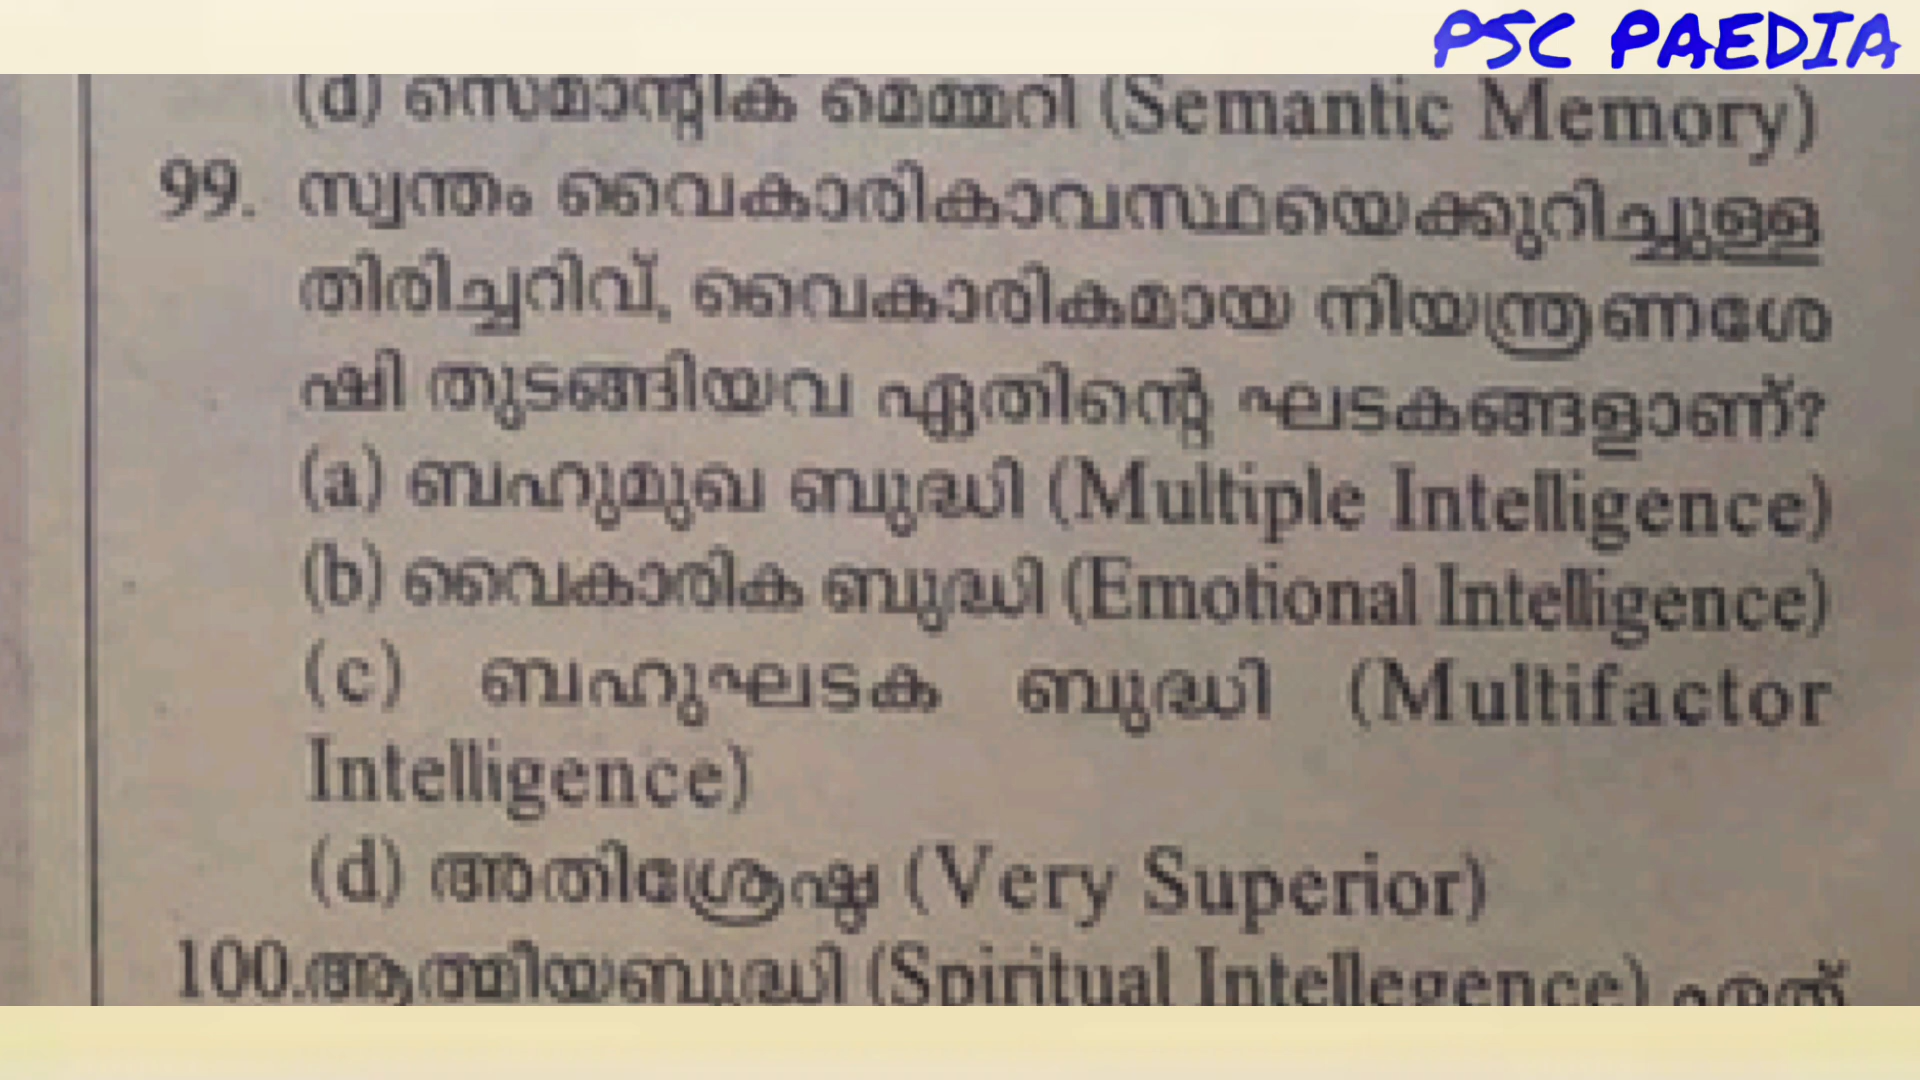 PSC PAEDIA
(d) സെമാന്റിക് മെമ്മറി (Semantic Memory)
99. സ്വന്തം വൈകാരികാവസ്ഥയെക്കുറിച്ചുള്ള
തിരിച്ചറിവ്, വൈകാരികമായ നിയന്ത്രണശേ
ഷി തുടങ്ങിയവ ഏതിന്റെ ഘടകങ്ങളാണ്?
(a) ബഹുമുഖ ബുദ്ധി (Multiple Intelligence)
(b) വൈകാരിക ബുദ്ധി (Emotional Intelligence)
(c) ബഹുഘടക ബുദ്ധി (Multifactor
Intelligence)
(d) അതിശ്രേഷ്ഠ (Very Superior)
100.ആത്മീയബുദ്ധി (Spiritual Intellegence) ഏത്